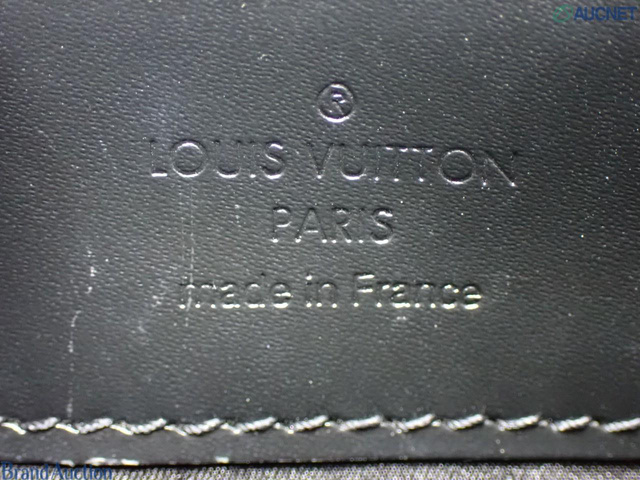 AUCNET
®
LOUIS VUITTON
PARIS
made in France
Brand Auction